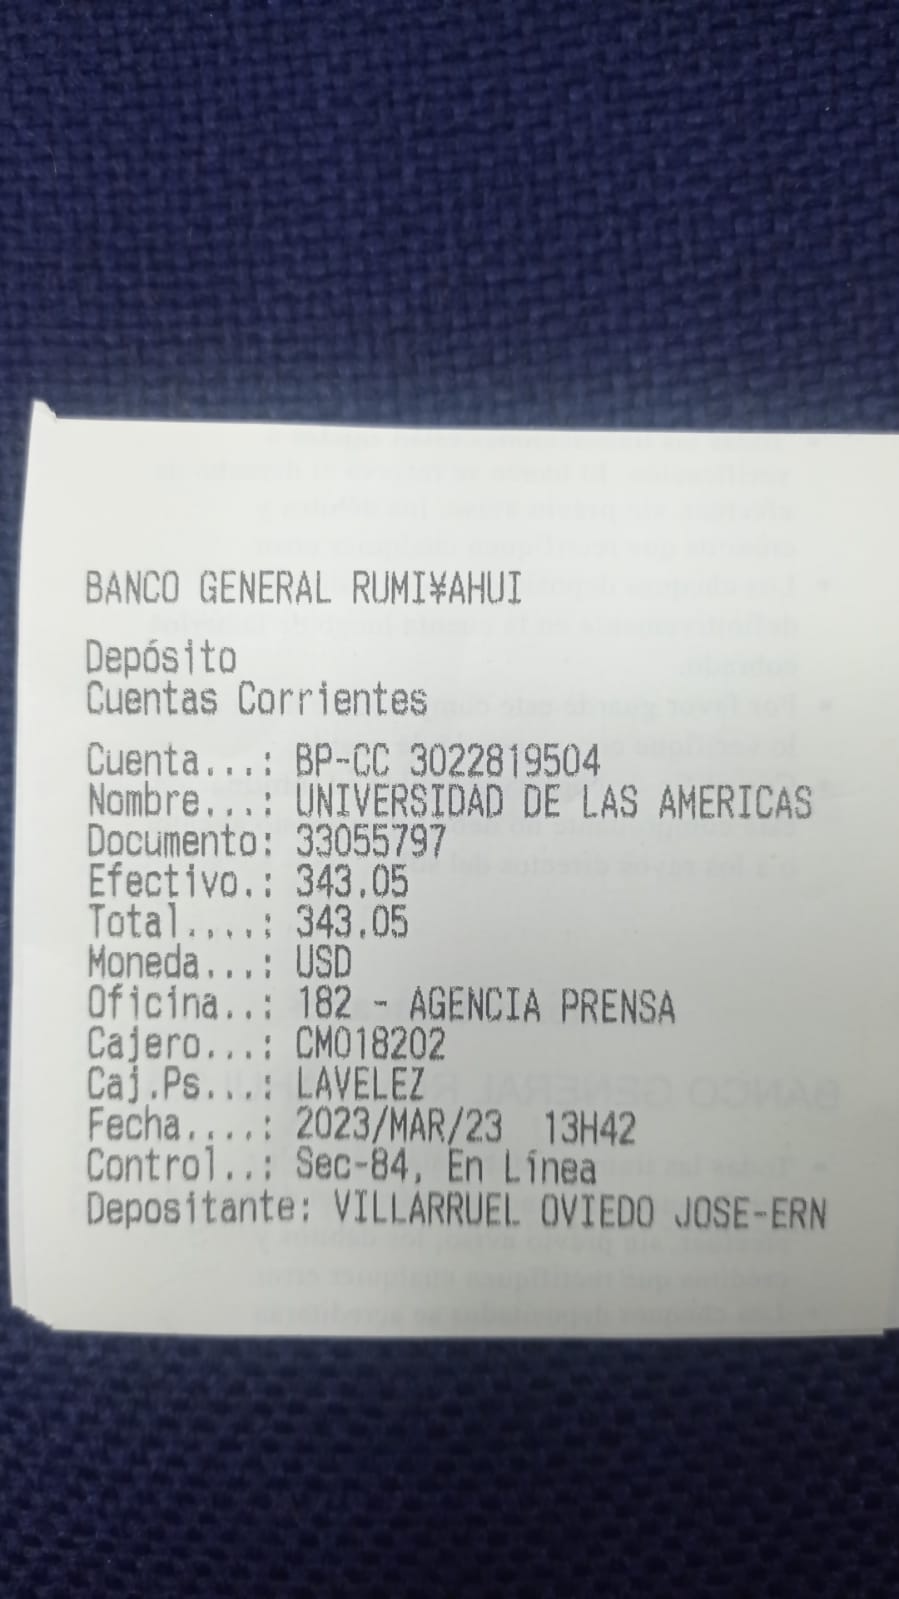 BANCO GENERAL RUMI¥AHUI
Depósito
Cuentas Corrientes
Cuenta...: BP-CC 3022819504
Nombre...: UNIVERSIDAD DE LAS AMERICAS
Documento: 33055797
Efectivo.: 343.05
Total....: 343.05
Moneda...: USD
Oficina..: 182 - AGENCIA PRENSA
Cajero...: CM018202
Caj.Ps...: LAVELEZ
Fecha....: 2023/MAR/23  13H42
Control..: Sec-84, En Línea
Depositante: VILLARRUEL OVIEDO JOSE-ERN